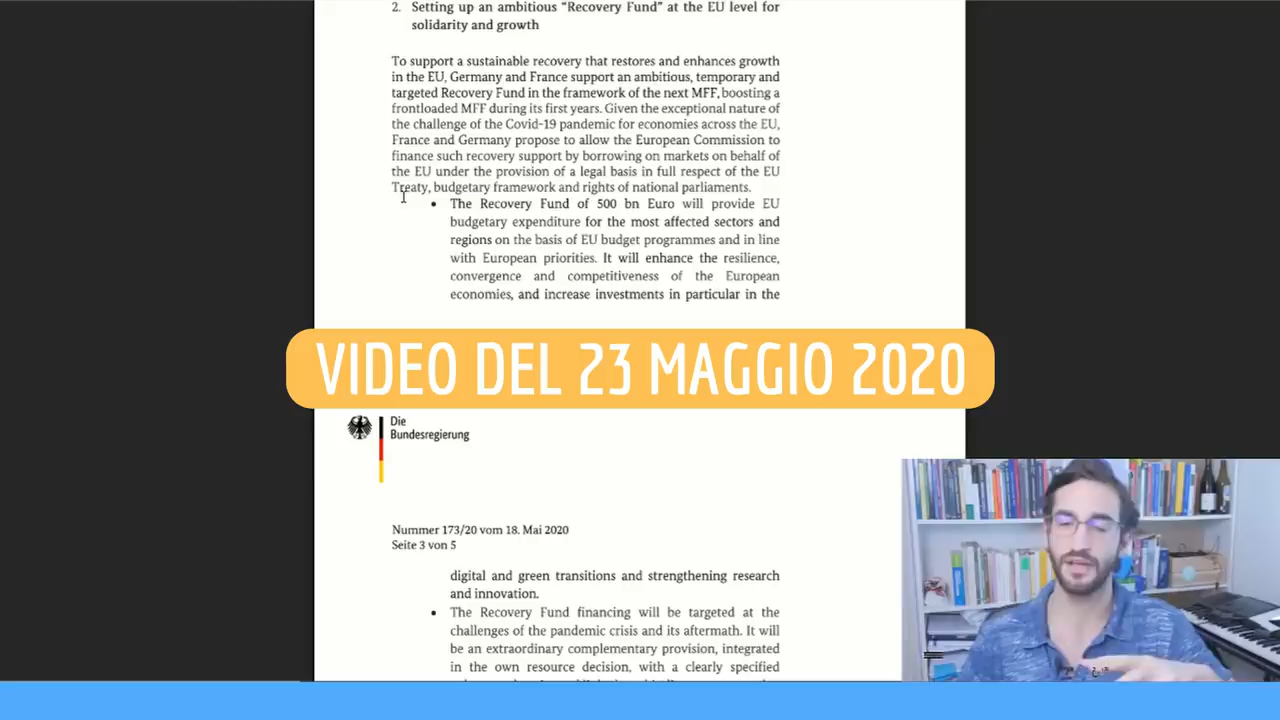 2. Setting up an ambitious “Recovery Fund” at the EU level for
solidarity and growth
To support a sustainable recovery that restores and enhances growth
in the EU, Germany and France support an ambitious, temporary and
targeted Recovery Fund in the framework of the next MFF, boosting a
frontloaded MFF during its first years. Given the exceptional nature of
the challenge of the Covid-19 pandemic for economies across the EU,
France and Germany propose to allow the European Commission to
finance such recovery support by borrowing on markets on behalf of
the EU under the provision of a legal basis in full respect of the EU
Treaty, budgetary framework and rights of national parliaments.
• The Recovery Fund of 500 bn Euro will provide EU
budgetary expenditure for the most affected sectors and
regions on the basis of EU budget programmes and in line
with European priorities. It will enhance the resilience,
convergence and competitiveness of the European
economies, and increase investments in particular in the
VIDEO DEL 23 MAGGIO 2020
Die
Bundesregierung
Nummer 173/20 vom 18. Mai 2020
Seite 3 von 5
digital and green transitions and strengthening research
and innovation.
• The Recovery Fund financing will be targeted at the
challenges of the pandemic crisis and its aftermath. It will
be an extraordinary complementary provision, integrated
in the own resource decision, with a clearly specified